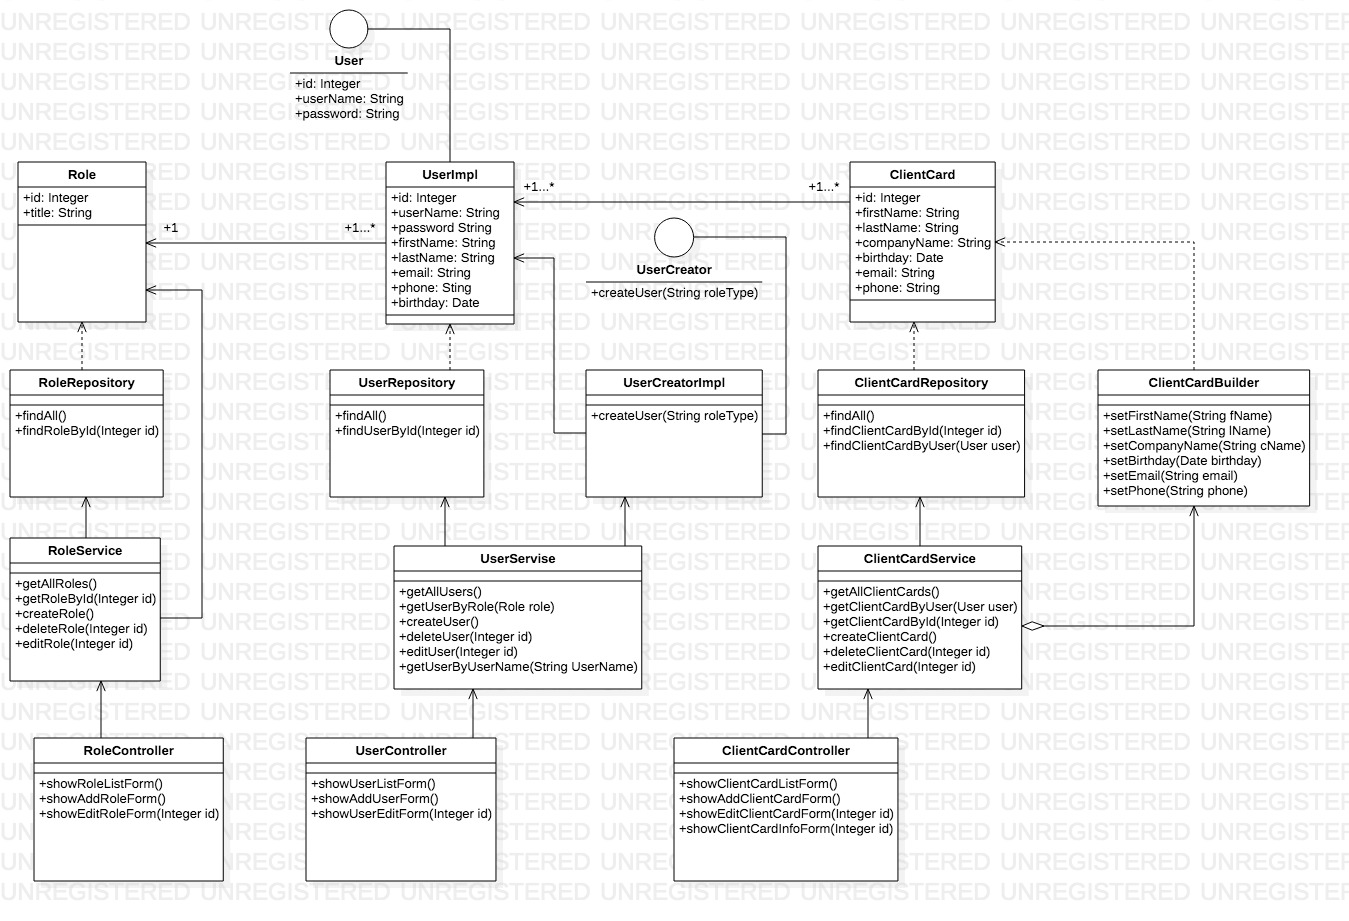 User
+id: Integer
+userName: String
+password: String
Role
+id: Integer
+title: String
+1
+1...*
UserImpl
+id: Integer
+userName: String
+password String
+firstName: String
+lastName: String
+email: String
+phone: Sting
+birthday: Date
+1...*
+1...*
UserCreator
+createUser(String roleType)
ClientCard
+id: Integer
+firstName: String
+lastName: String
+companyName: String
+birthday: Date
+email: String
+phone: String
RoleRepository
+findAll()
+findRoleById(Integer id)
UserRepository
+findAll()
+findUserById(Integer id)
UserCreatorImpl
+createUser(String roleType)
ClientCardRepository
+findAll()
+findClientCardById(Integer id)
+findClientCardByUser(User user)
ClientCardBuilder
+setFirstName(String fName)
+setLastName(String lName)
+setCompanyName(String cName)
+setBirthday(Date birthday)
+setEmail(String email)
+setPhone(String phone)
RoleService
+getAllRoles()
+getRoleById(Integer id)
+createRole()
+deleteRole(Integer id)
+editRole(Integer id)
UserServise
+getAllUsers()
+getUserByRole(Role role)
+createUser()
+deleteUser(Integer id)
+editUser(Integer id)
+getUserByUserName(String UserName)
ClientCardService
+getAllClientCards()
+getClientCardByUser(User user)
+getClientCardById(Integer id)
+createClientCard()
+deleteClientCard(Integer id)
+editClientCard(Integer id)
RoleController
+showRoleListForm()
+showAddRoleForm()
+showEditRoleForm(Integer id)
UserController
+showUserListForm()
+showAddUserForm()
+showUserEditForm(Integer id)
ClientCardController
+showClientCardListForm()
+showAddClientCardForm()
+showEditClientCardForm(Integer id)
+showClientCardInfoForm(Integer id)
UNREGISTERED